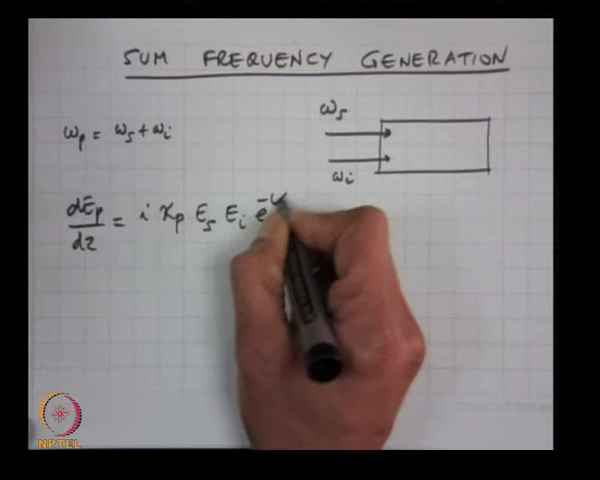 SUM FREQUENCY GENERATION
ωs
ωp = ωs + ωi
ωi
dEp/dz = i κp Es Ei e^-
NPTEL